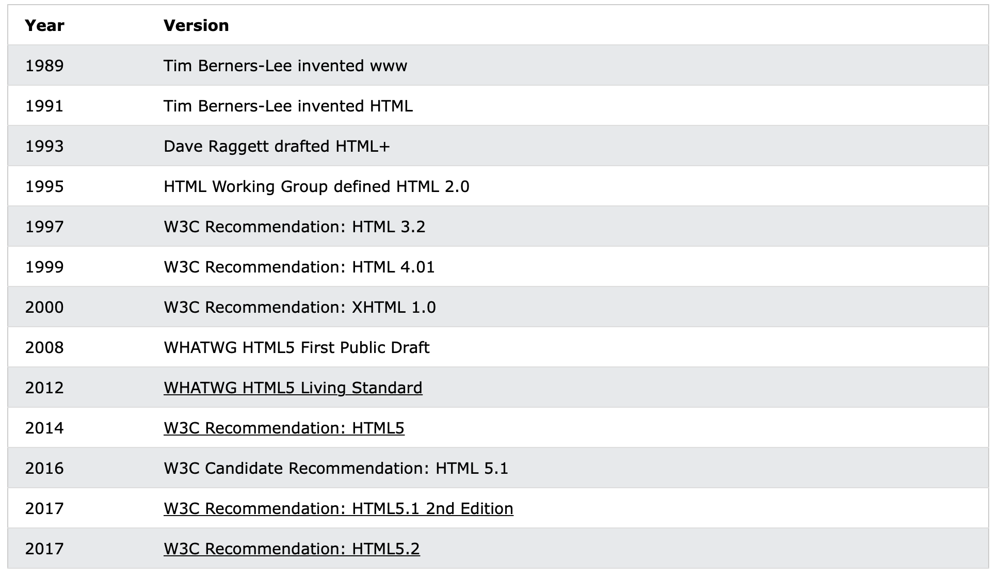 Year Version
1989 Tim Berners-Lee invented www
1991 Tim Berners-Lee invented HTML
1993 Dave Raggett drafted HTML+
1995 HTML Working Group defined HTML 2.0
1997 W3C Recommendation: HTML 3.2
1999 W3C Recommendation: HTML 4.01
2000 W3C Recommendation: XHTML 1.0
2008 WHATWG HTML5 First Public Draft
2012 WHATWG HTML5 Living Standard
2014 W3C Recommendation: HTML5
2016 W3C Candidate Recommendation: HTML 5.1
2017 W3C Recommendation: HTML5.1 2nd Edition
2017 W3C Recommendation: HTML5.2